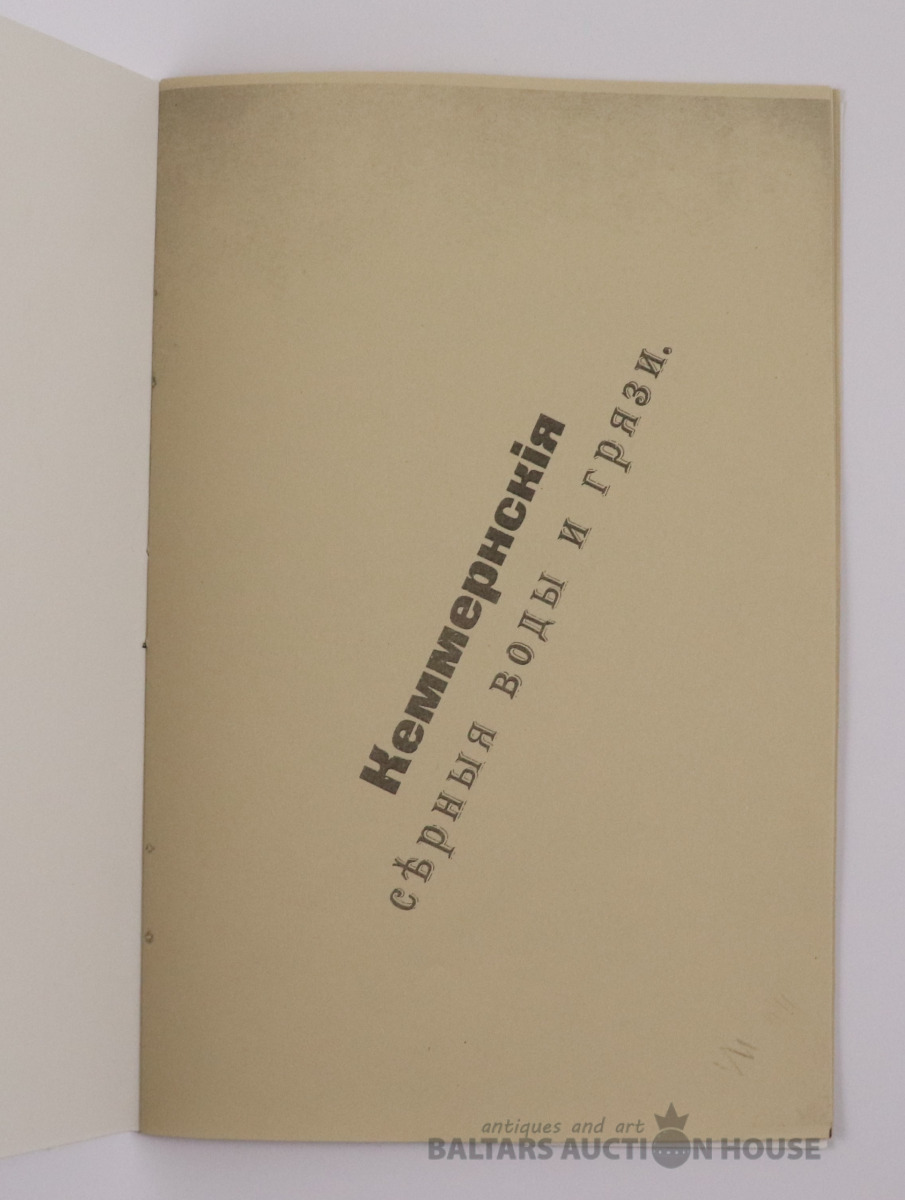 Кеммернскія
сѣрныя воды и грязи.
antiques and art
BALTARS AUCTION HOUSE